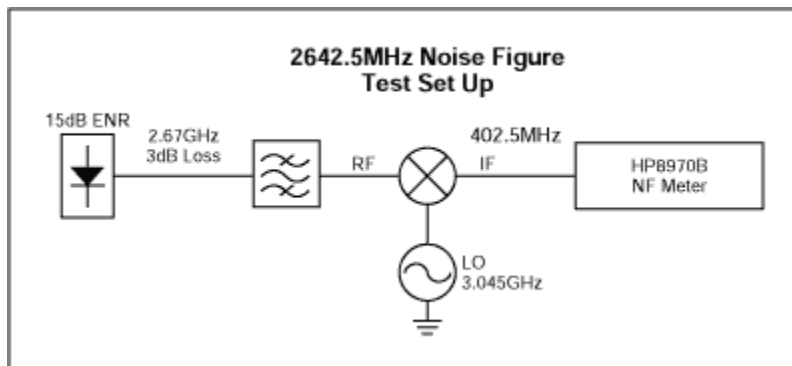 2642.5MHz Noise Figure
Test Set Up
15dB ENR
2.67GHz
3dB Loss
RF
402.5MHz
IF
HP8970B
NF Meter
LO
3.045GHz